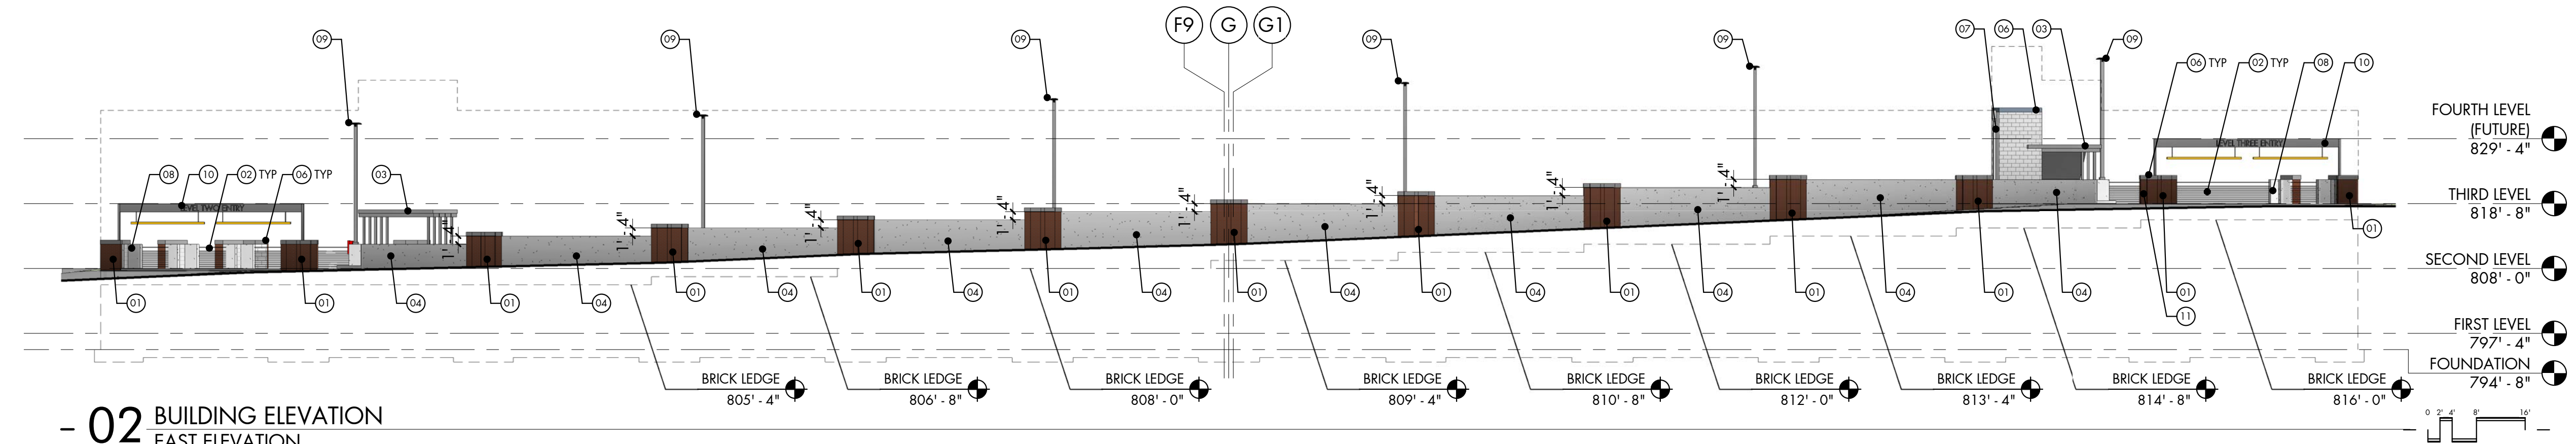 F9 G G1
09 09 09 09 09 07 06 03 09
06 TYP 02 TYP 08 10
FOURTH LEVEL
(FUTURE)
829' - 4"
08 10 02 TYP 06 TYP 03
LEVEL TWO ENTRY
LEVEL THREE ENTRY
1' - 4" 1' - 4" 1' - 4" 1' - 4" 1' - 4" 1' - 4" 1' - 4" 1' - 4"
THIRD LEVEL
818' - 8"
01
SECOND LEVEL
808' - 0"
01 01 04 01 04 01 04 01 04 01 04 01 04 01 04 01 04 01 04 01 04 01
11
FIRST LEVEL
797' - 4"
FOUNDATION
794' - 8"
BRICK LEDGE
805' - 4"
BRICK LEDGE
806' - 8"
BRICK LEDGE
808' - 0"
BRICK LEDGE
809' - 4"
BRICK LEDGE
810' - 8"
BRICK LEDGE
812' - 0"
BRICK LEDGE
813' - 4"
BRICK LEDGE
814' - 8"
BRICK LEDGE
816' - 0"
02 BUILDING ELEVATION
EAST ELEVATION
0 2' 4' 8' 16'